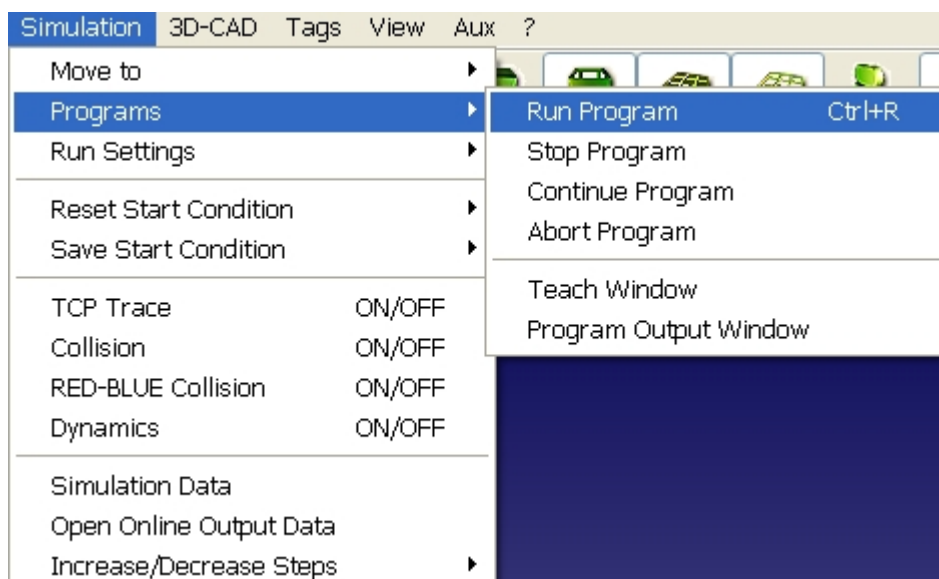 Simulation 3D-CAD Tags View Aux ?
Move to
Programs
Run Settings
Reset Start Condition
Save Start Condition
TCP Trace ON/OFF
Collision ON/OFF
RED-BLUE Collision ON/OFF
Dynamics ON/OFF
Simulation Data
Open Online Output Data
Increase/Decrease Steps
Run Program Ctrl+R
Stop Program
Continue Program
Abort Program
Teach Window
Program Output Window